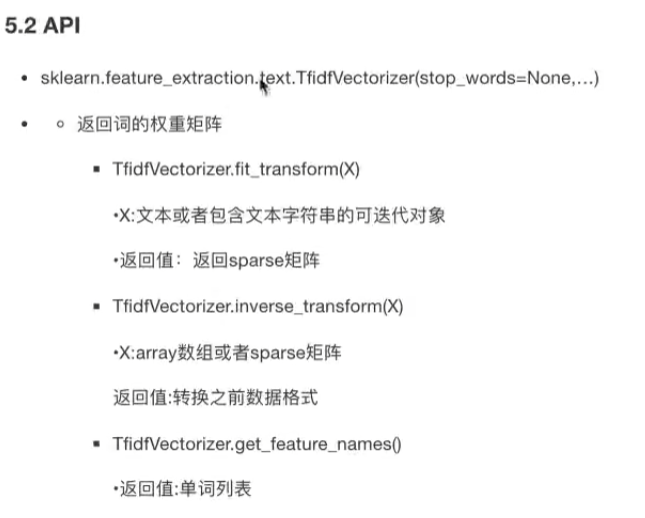 5.2 API
• sklearn.feature_extraction.text.TfidfVectorizer(stop_words=None,…)
• ○ 返回词的权重矩阵
▪ TfidfVectorizer.fit_transform(X)
•X:文本或者包含文本字符串的可迭代对象
•返回值：返回sparse矩阵
▪ TfidfVectorizer.inverse_transform(X)
•X:array数组或者sparse矩阵
返回值:转换之前数据格式
▪ TfidfVectorizer.get_feature_names()
•返回值:单词列表